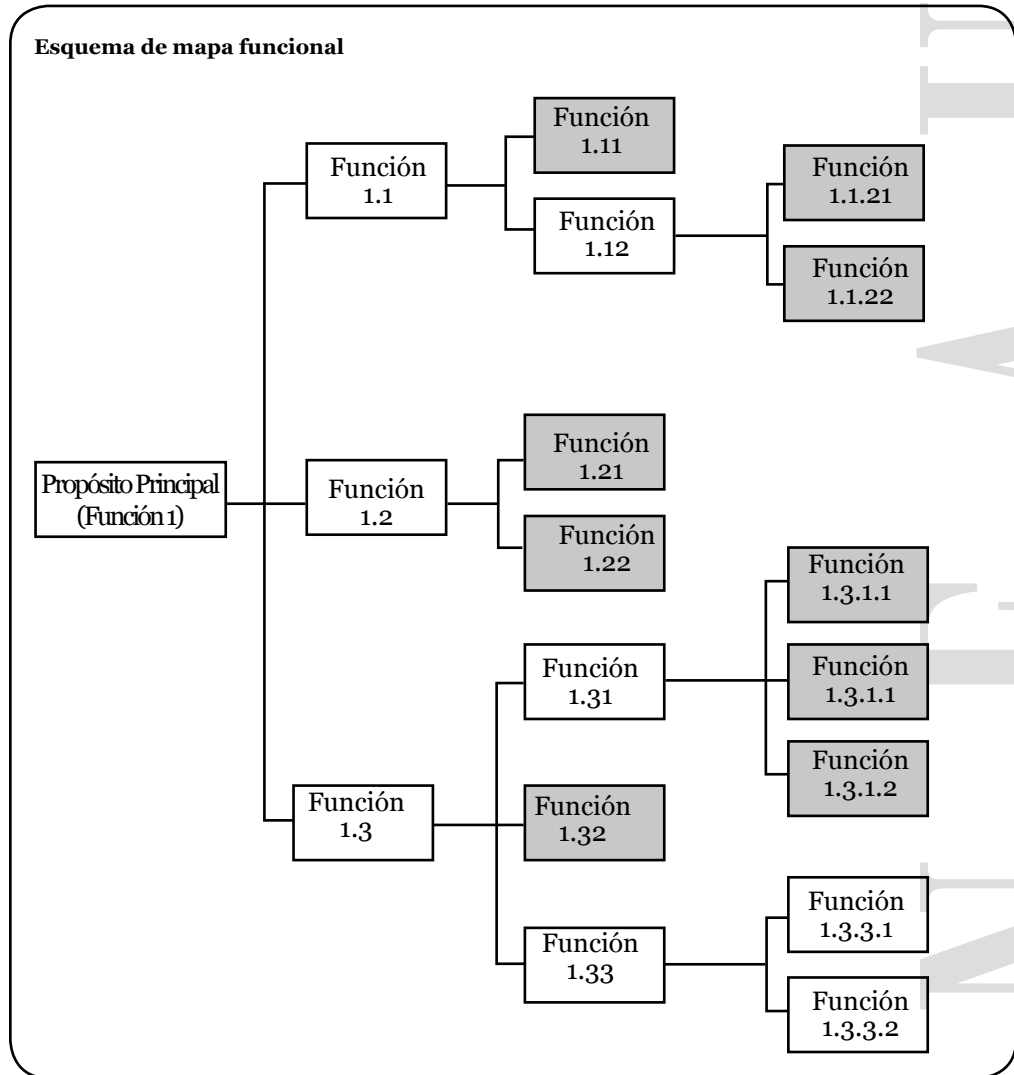 Esquema de mapa funcional
Función
1.11
Función
1.1
Función
1.1.21
Función
1.12
Función
1.1.22
Función
1.21
Propósito Principal
(Función 1)
Función
1.2
Función
1.22
Función
1.3.1.1
Función
1.31
Función
1.3.1.1
Función
1.3.1.2
Función
1.3
Función
1.32
Función
1.3.3.1
Función
1.33
Función
1.3.3.2